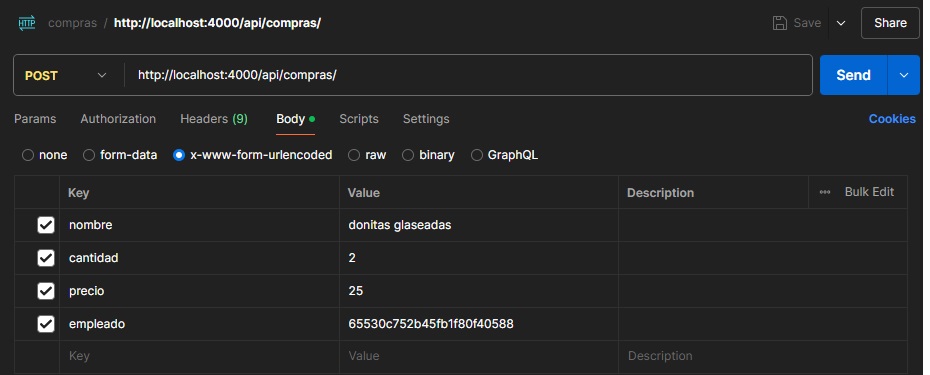 HTTP compras / http://localhost:4000/api/compras/ Save Share
POST http://localhost:4000/api/compras/ Send
Params Authorization Headers (9) Body Scripts Settings Cookies
none form-data x-www-form-urlencoded raw binary GraphQL
Key Value Description ••• Bulk Edit
nombre donitas glaseadas
cantidad 2
precio 25
empleado 65530c752b45fb1f80f40588
Key Value Description